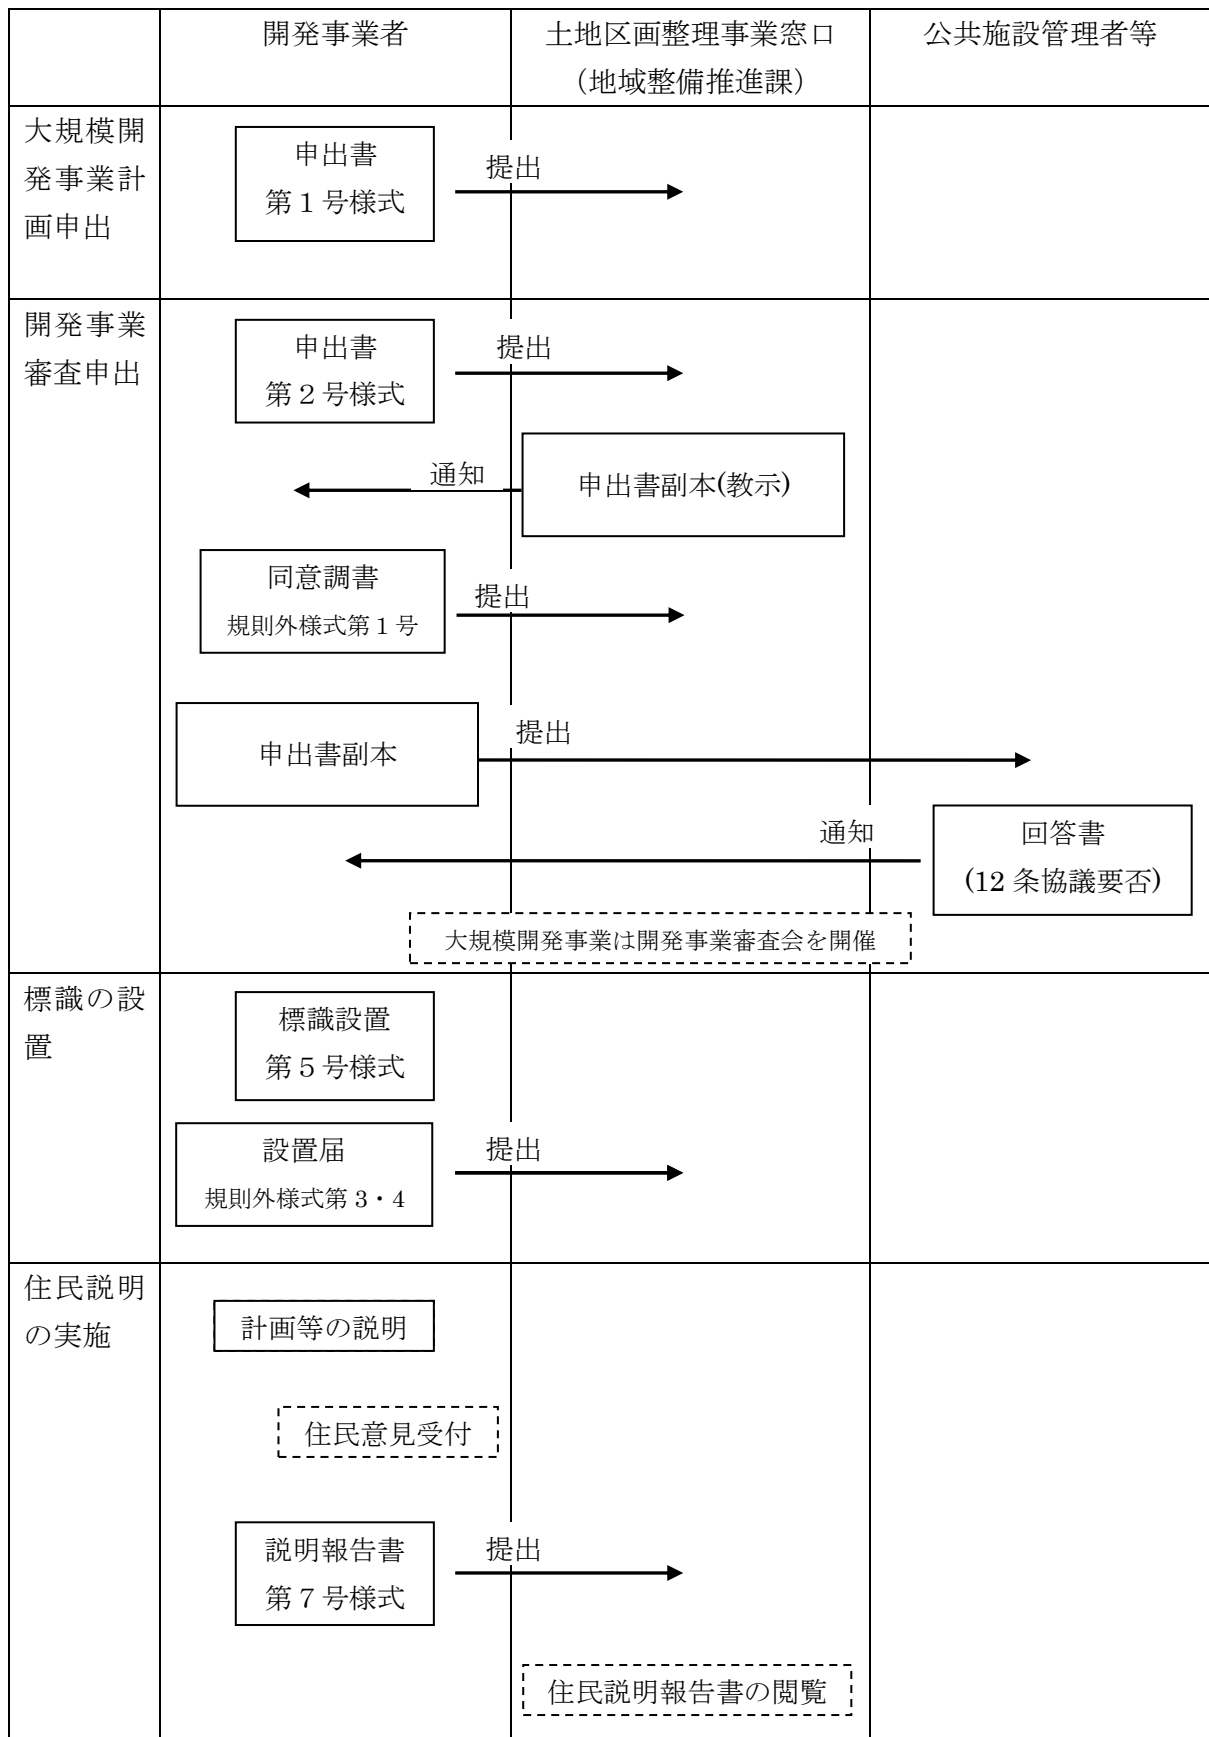 開発事業者
土地区画整理事業窓口
（地域整備推進課）
公共施設管理者等
大規模開
発事業計
画申出
申出書
第１号様式
提出
開発事業
審査申出
申出書
第２号様式
提出
通知
申出書副本(教示)
同意調書
規則外様式第１号
提出
申出書副本
提出
通知
回答書
(12 条協議要否)
大規模開発事業は開発事業審査会を開催
標識の設
置
標識設置
第５号様式
設置届
規則外様式第 3・4
提出
住民説明
の実施
計画等の説明
住民意見受付
説明報告書
第７号様式
提出
住民説明報告書の閲覧